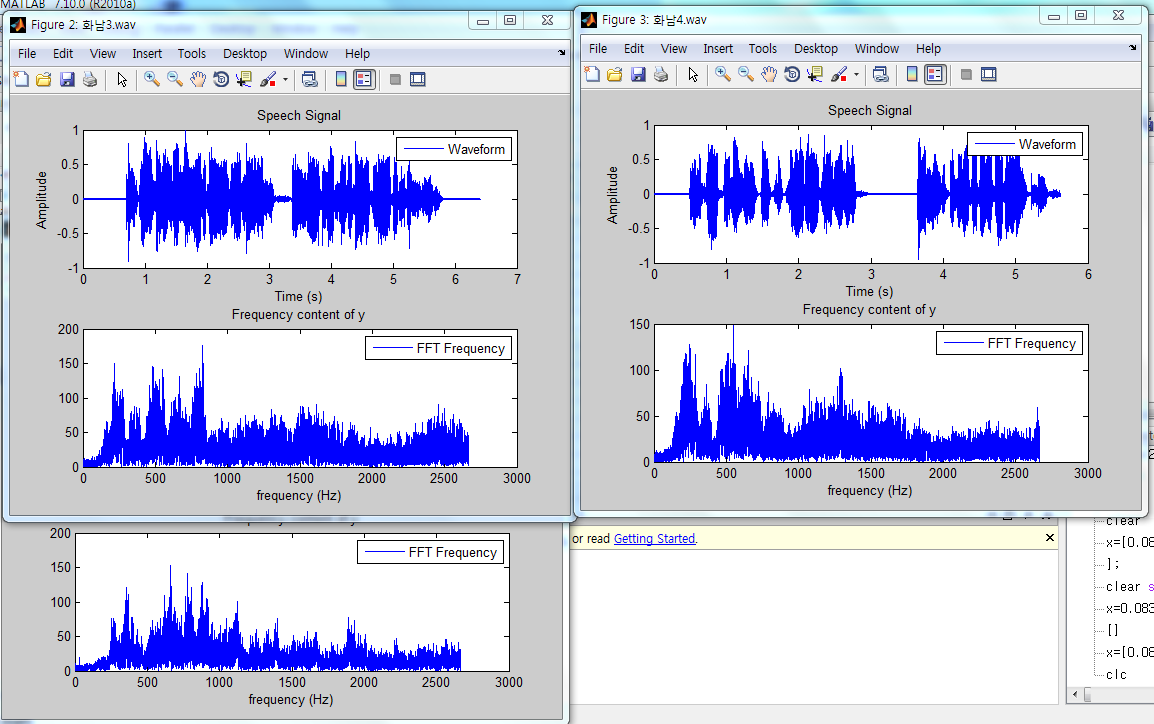 MATLAB 7.10.0 (R2010a)
Figure 2: 화남3.wav
File Edit View Insert Tools Desktop Window Help
Speech Signal
Waveform
Amplitude
1
0.5
0
-0.5
-1
0 1 2 3 4 5 6 7
Time (s)
Frequency content of y
FFT Frequency
200
150
100
50
0
0 500 1000 1500 2000 2500 3000
frequency (Hz)
Figure 3: 화남4.wav
File Edit View Insert Tools Desktop Window Help
Speech Signal
Waveform
Amplitude
1
0.5
0
-0.5
-1
0 1 2 3 4 5 6
Time (s)
Frequency content of y
FFT Frequency
150
100
50
0
0 500 1000 1500 2000 2500 3000
frequency (Hz)
Frequency content of y
FFT Frequency
200
150
100
50
0
0 500 1000 1500 2000 2500 3000
frequency (Hz)
or read Getting Started.
clear
x=[0.08
];
clear s
x=0.083
[]
x=[0.08
clc